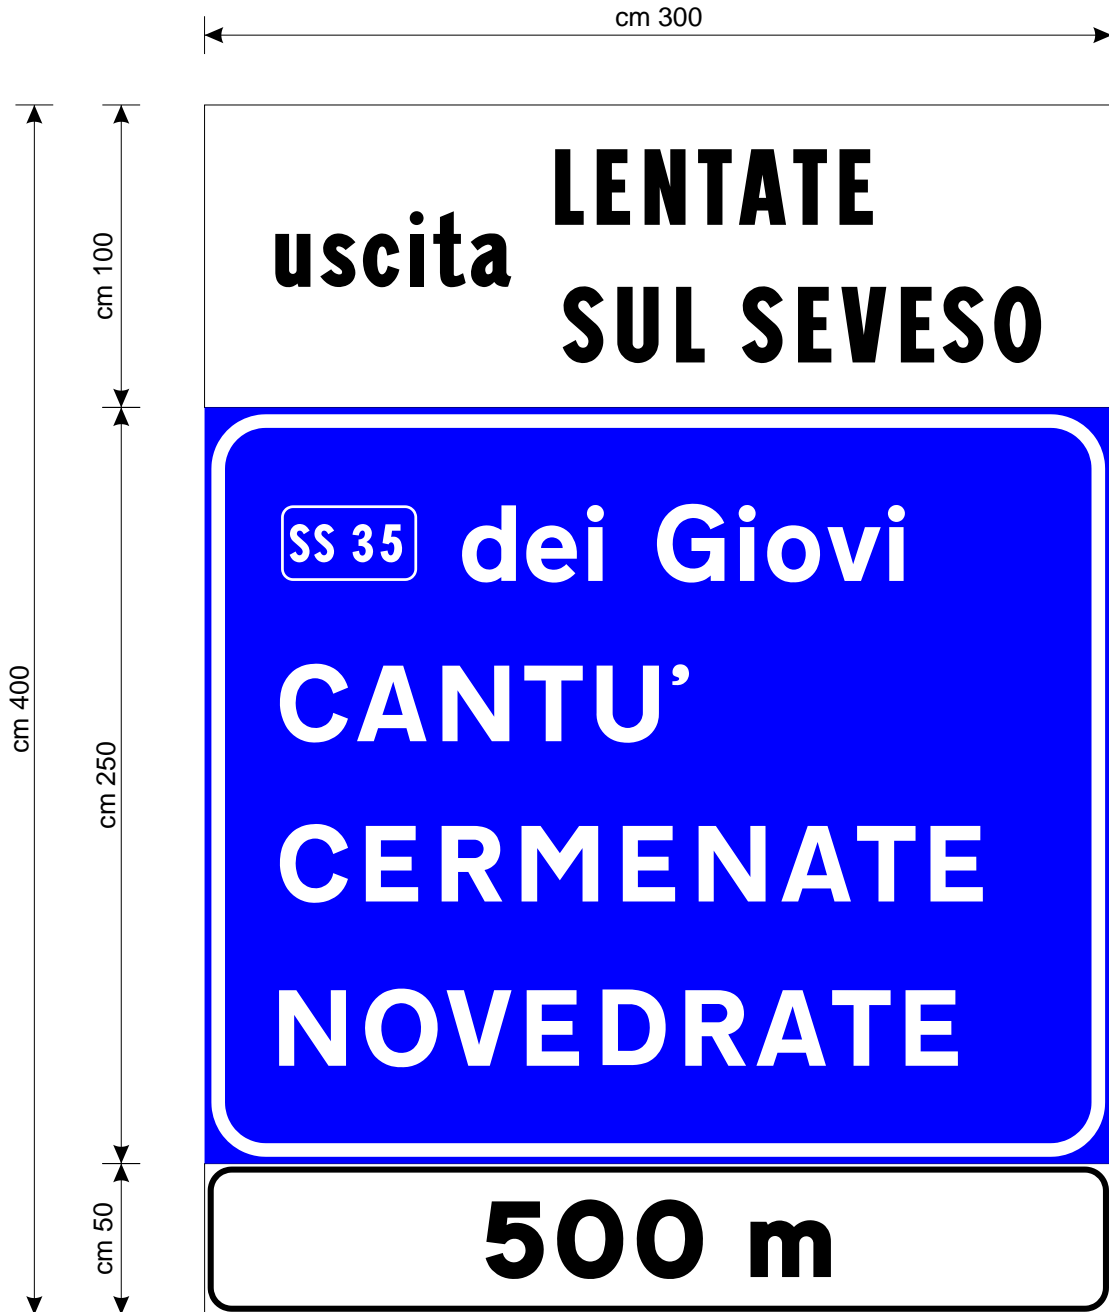 cm 300
cm 100
uscita LENTATE
SUL SEVESO
cm 400
cm 250
SS 35 dei Giovi
CANTU’
CERMENATE
NOVEDRATE
cm 50
500 m